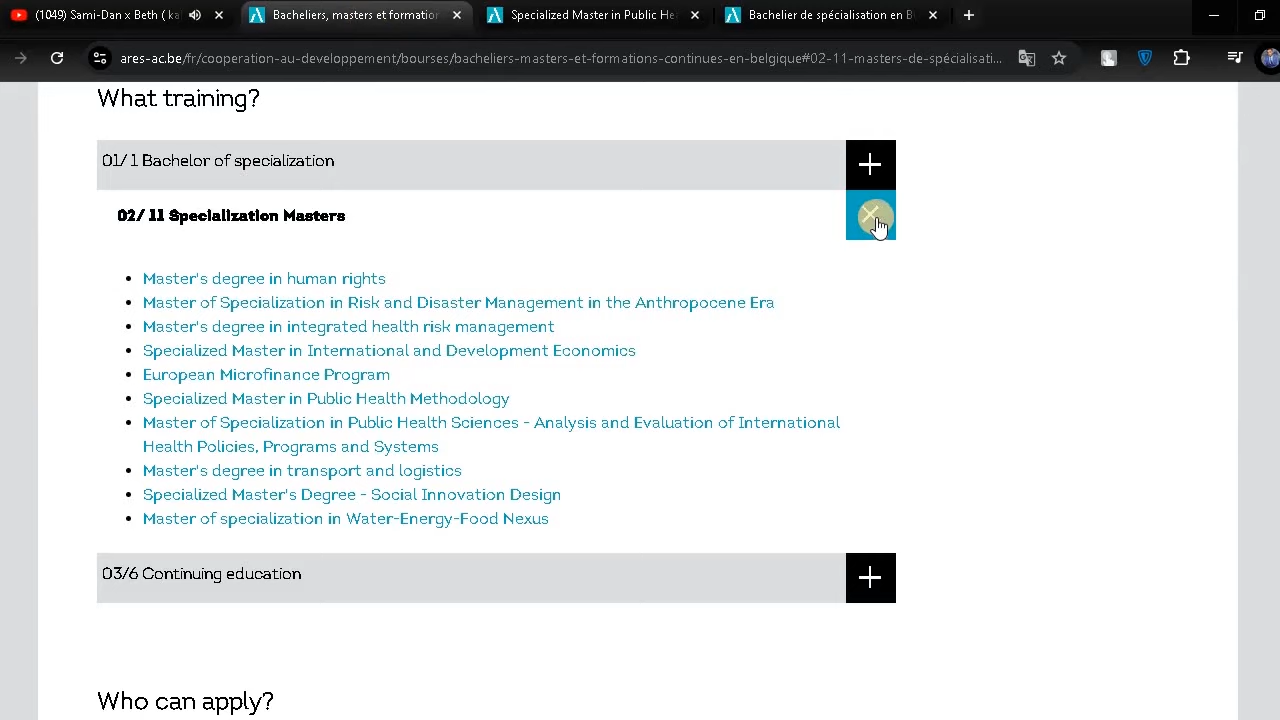 (1049) Sami-Dan x Beth ( kal
Bacheliers, masters et formation
Specialized Master in Public Hea
Bachelier de spécialisation en B
ares-ac.be/fr/cooperation-au-developpement/bourses/bacheliers-masters-et-formations-continues-en-belgique#02-11-masters-de-spécialisati...
What training?
01/ 1 Bachelor of specialization
02/ 11 Specialization Masters
Master's degree in human rights
Master of Specialization in Risk and Disaster Management in the Anthropocene Era
Master's degree in integrated health risk management
Specialized Master in International and Development Economics
European Microfinance Program
Specialized Master in Public Health Methodology
Master of Specialization in Public Health Sciences - Analysis and Evaluation of International
Health Policies, Programs and Systems
Master's degree in transport and logistics
Specialized Master's Degree - Social Innovation Design
Master of specialization in Water-Energy-Food Nexus
03/6 Continuing education
Who can apply?